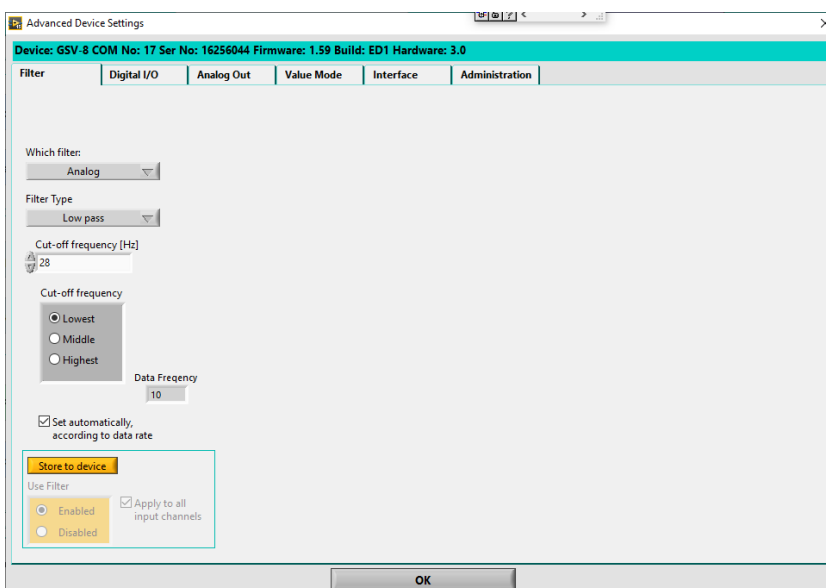 Advanced Device Settings
Device: GSV-8 COM No: 17 Ser No: 16256044 Firmware: 1.59 Build: ED1 Hardware: 3.0
Filter Digital I/O Analog Out Value Mode Interface Administration
Which filter:
Analog
Filter Type
Low pass
Cut-off frequency [Hz]
28
Cut-off frequency
Lowest
Middle
Highest
Data Freqency
10
Set automatically,
according to data rate
Store to device
Use Filter
Enabled
Disabled
Apply to all
input channels
OK